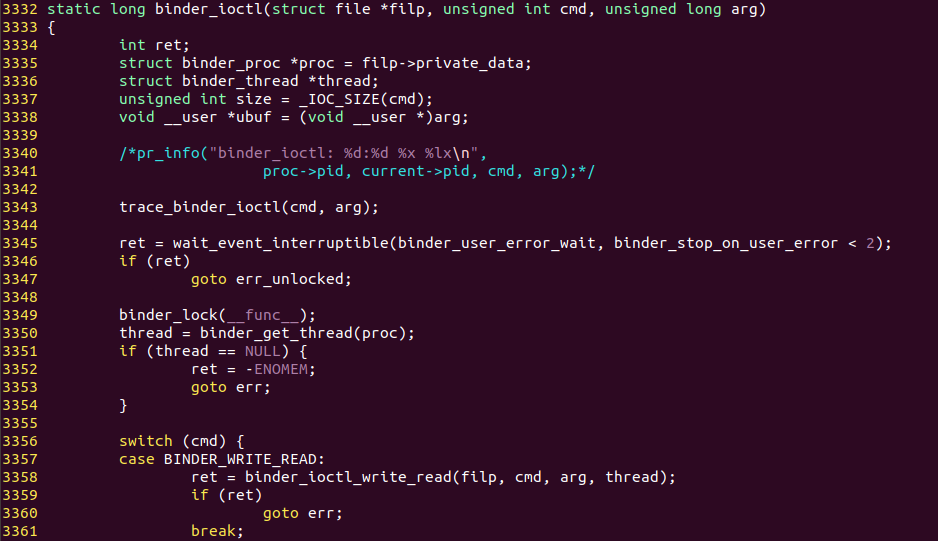 3332 static long binder_ioctl(struct file *filp, unsigned int cmd, unsigned long arg)
3333 {
3334         int ret;
3335         struct binder_proc *proc = filp->private_data;
3336         struct binder_thread *thread;
3337         unsigned int size = _IOC_SIZE(cmd);
3338         void __user *ubuf = (void __user *)arg;
3339
3340         /*pr_info("binder_ioctl: %d:%d %x %lx\n",
3341                         proc->pid, current->pid, cmd, arg);*/
3342
3343         trace_binder_ioctl(cmd, arg);
3344
3345         ret = wait_event_interruptible(binder_user_error_wait, binder_stop_on_user_error < 2);
3346         if (ret)
3347                 goto err_unlocked;
3348
3349         binder_lock(__func__);
3350         thread = binder_get_thread(proc);
3351         if (thread == NULL) {
3352                 ret = -ENOMEM;
3353                 goto err;
3354         }
3355
3356         switch (cmd) {
3357         case BINDER_WRITE_READ:
3358                 ret = binder_ioctl_write_read(filp, cmd, arg, thread);
3359                 if (ret)
3360                         goto err;
3361                 break;